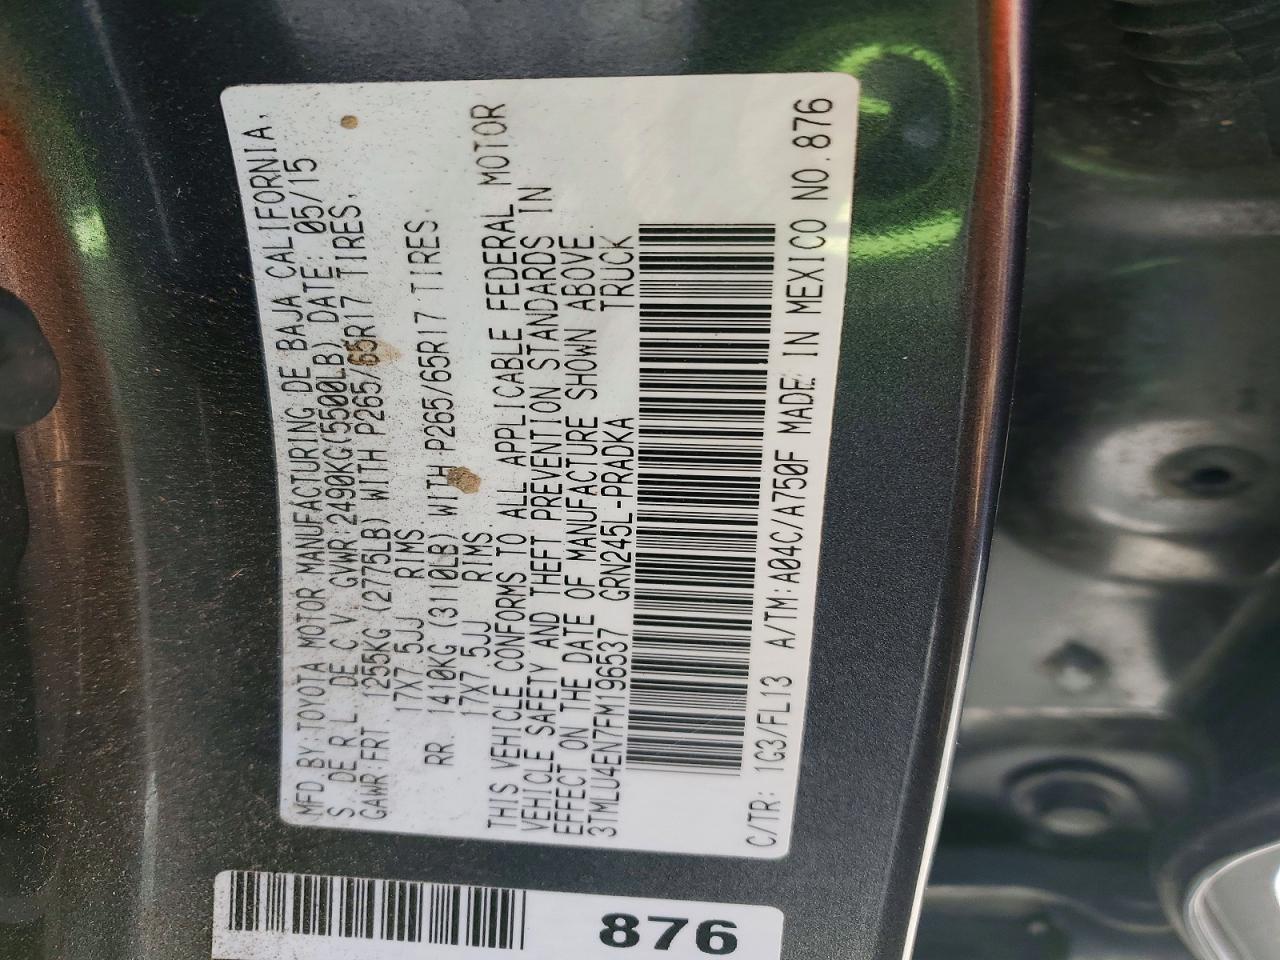 MFD. BY TOYOTA MOTOR MANUFACTURING DE BAJA CALIFORNIA,
S. DE R.L. DE C.V. GVWR: 2490KG(5500LB) DATE: 05/15
GAWR:FRT 1255KG (2775LB) WITH P265/65R17 TIRES,
17X7.5JJ RIMS
RR. 1410KG (3110LB) WITH P265/65R17 TIRES,
17X7.5JJ RIMS
THIS VEHICLE CONFORMS TO ALL APPLICABLE FEDERAL MOTOR
VEHICLE SAFETY AND THEFT PREVENTION STANDARDS IN
EFFECT ON THE DATE OF MANUFACTURE SHOWN ABOVE.
3TMLU4EN7FM196537 GRN245L-PRADKA TRUCK
C/TR: 1G3/FL13 A/TM:A04C/A750F MADE IN MEXICO NO.876
876